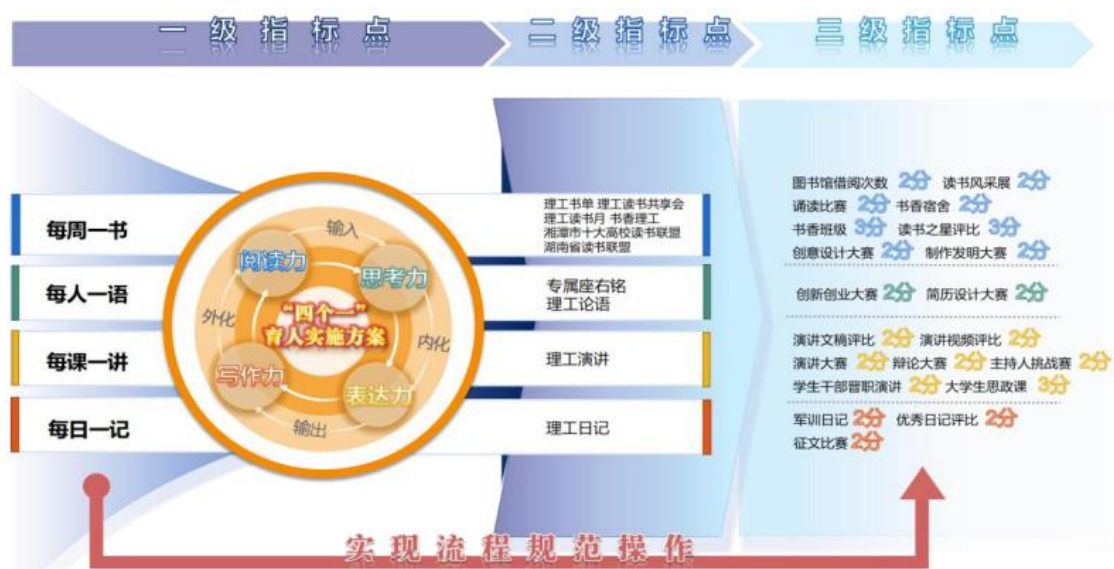 一级指标点
二级指标点
三级指标点
每周一书
每人一语
每课一讲
每日一记
输入
阅读力
思考力
外化
“四个一”
育人实施方案
内化
写作力
表达力
输出
理工书单 理工读书共享会
理工读书月 书香理工
湘潭市十大高校读书联盟
湖南省读书联盟
专属座右铭
理工论语
理工演讲
理工日记
图书馆借阅次数 2分 读书风采展 2分
诵读比赛 2分 书香宿舍 2分
书香班级 3分 读书之星评比 3分
创意设计大赛 2分 制作发明大赛 2分
创新创业大赛 2分 简历设计大赛 2分
演讲文稿评比 2分 演讲视频评比 2分
演讲大赛 2分 辩论大赛 2分 主持人挑战赛 2分
学生干部晋职演讲 2分 大学生思政课 3分
军训日记 2分 优秀日记评比 2分
征文比赛 2分
实现流程规范操作